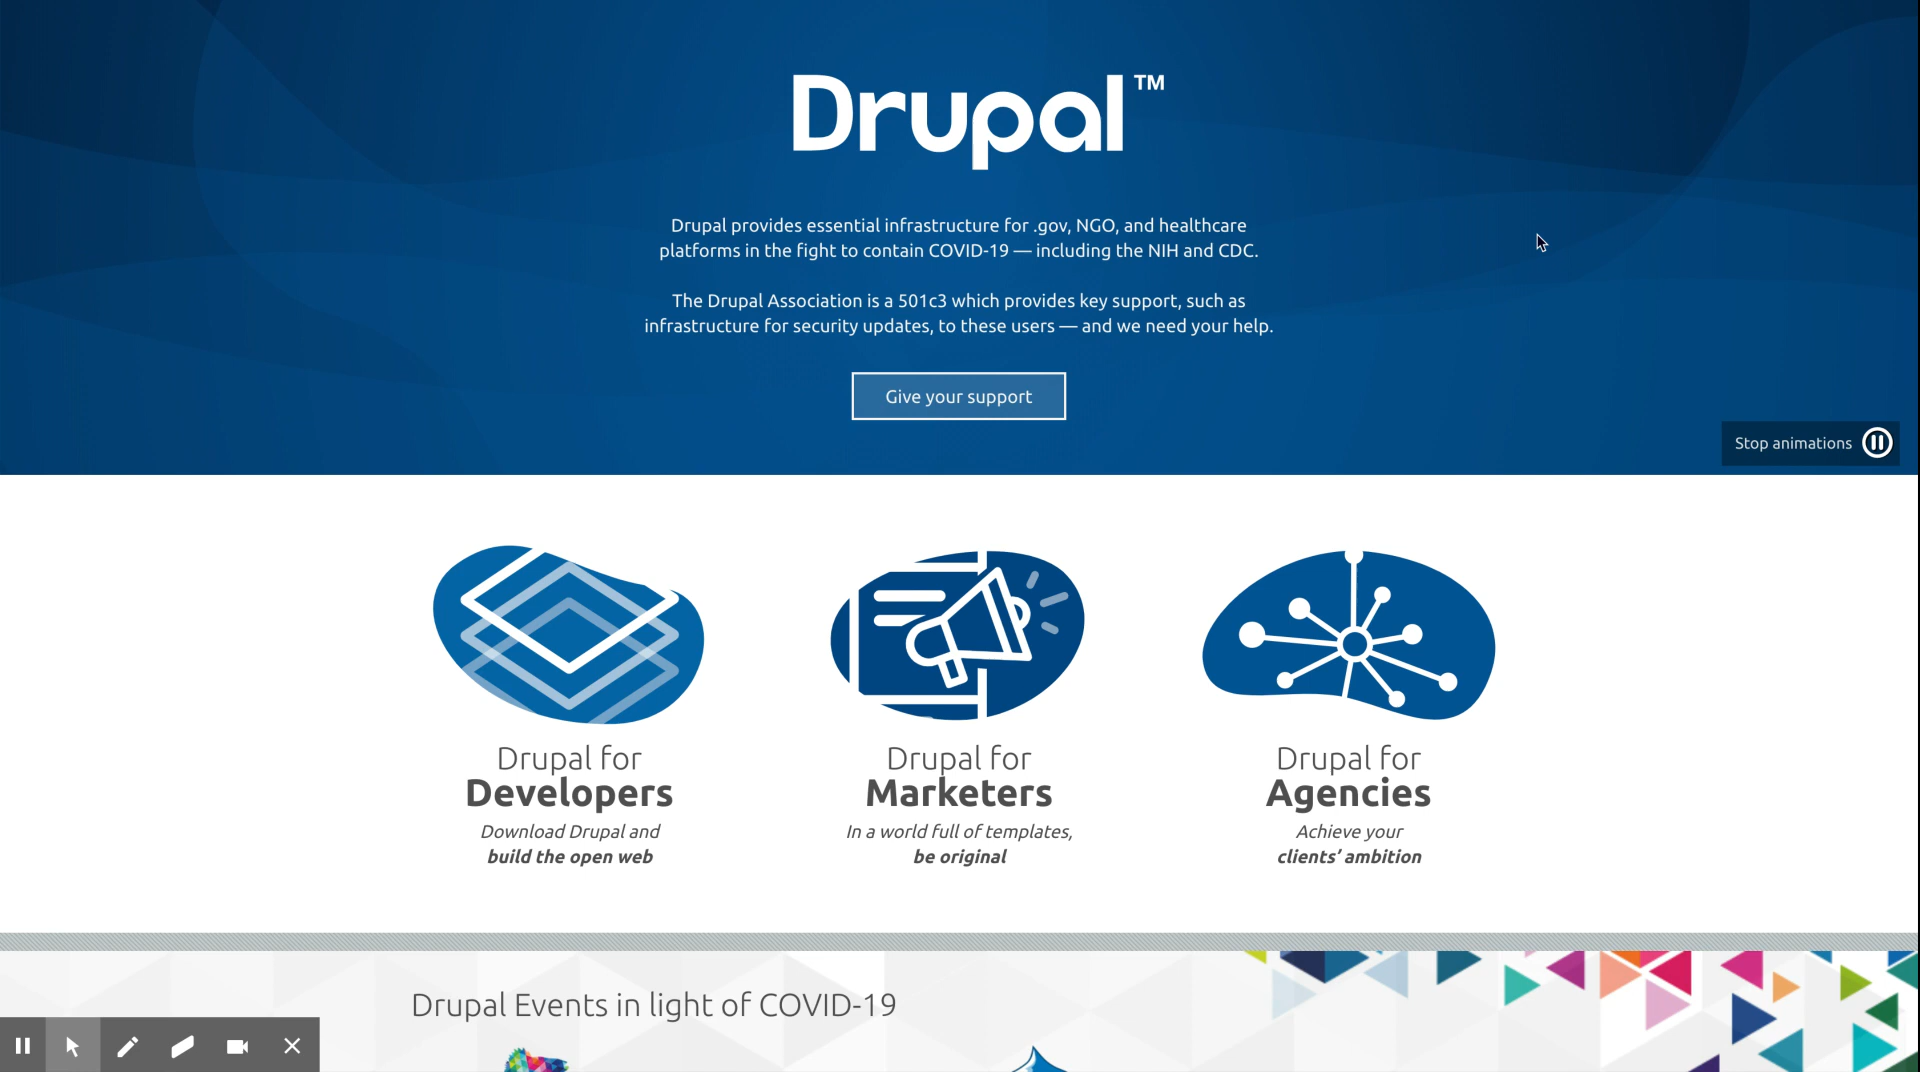 Drupal™
Drupal provides essential infrastructure for .gov, NGO, and healthcare
platforms in the fight to contain COVID-19 — including the NIH and CDC.
The Drupal Association is a 501c3 which provides key support, such as
infrastructure for security updates, to these users — and we need your help.
Give your support
Stop animations
Drupal for
Developers
Download Drupal and
build the open web
Drupal for
Marketers
In a world full of templates,
be original
Drupal for
Agencies
Achieve your
clients’ ambition
Drupal Events in light of COVID-19